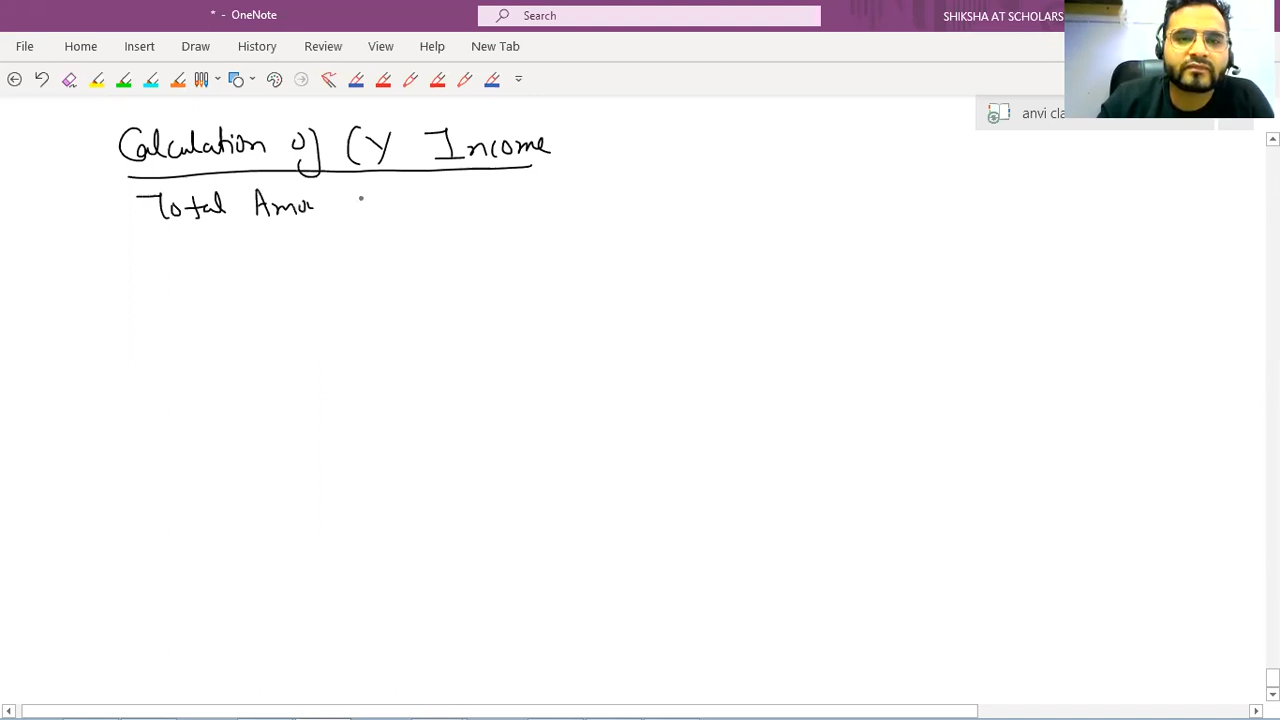 * - OneNote
Search
SHIKSHA AT SCHOLARS
File Home Insert Draw History Review View Help New Tab
anvi cla
Calculation of CY Income
Total Amou